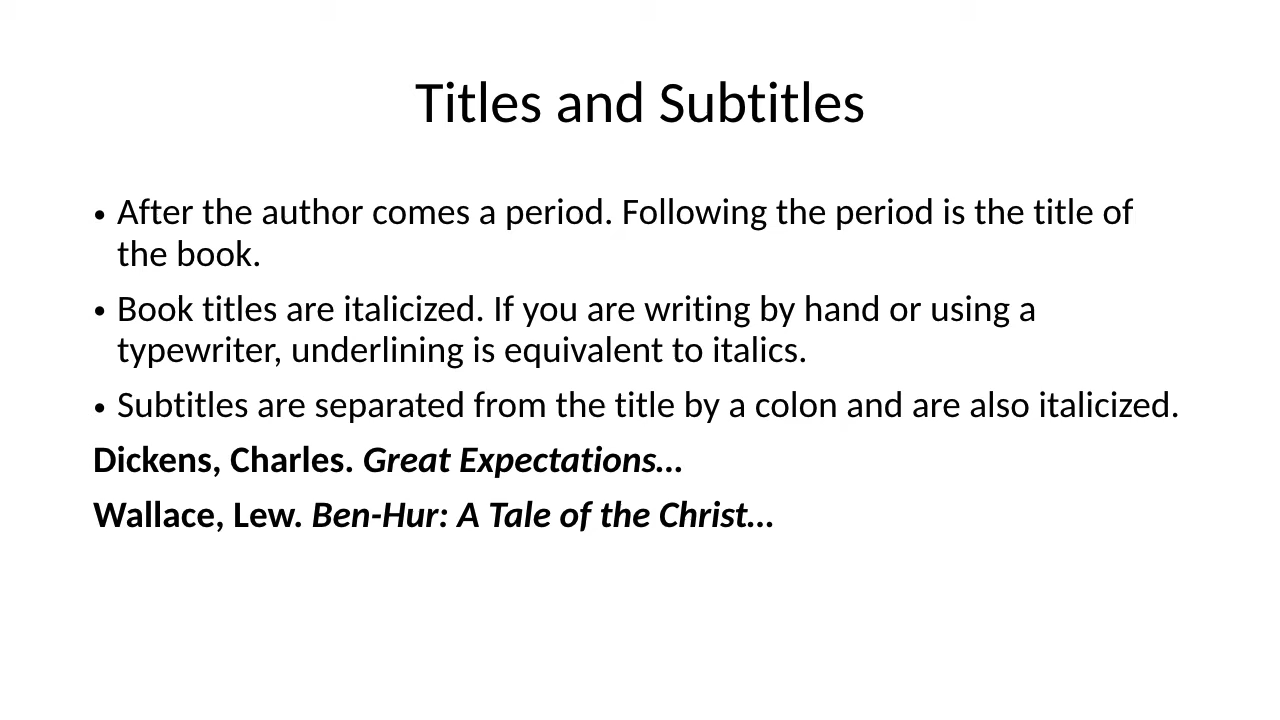 Titles and Subtitles
• After the author comes a period. Following the period is the title of
the book.
• Book titles are italicized. If you are writing by hand or using a
typewriter, underlining is equivalent to italics.
• Subtitles are separated from the title by a colon and are also italicized.
Dickens, Charles. Great Expectations…
Wallace, Lew. Ben-Hur: A Tale of the Christ…